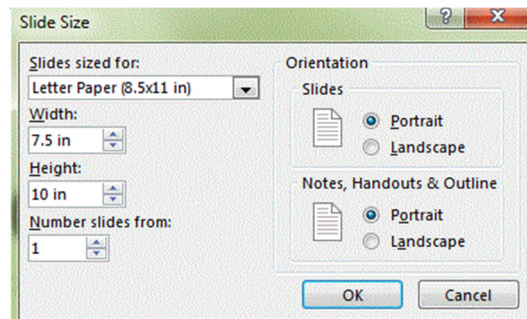 Slide Size
Slides sized for:
Letter Paper (8.5x11 in)
Width:
7.5 in
Height:
10 in
Number slides from:
1
Orientation
Slides
Portrait
Landscape
Notes, Handouts & Outline
Portrait
Landscape
OK
Cancel